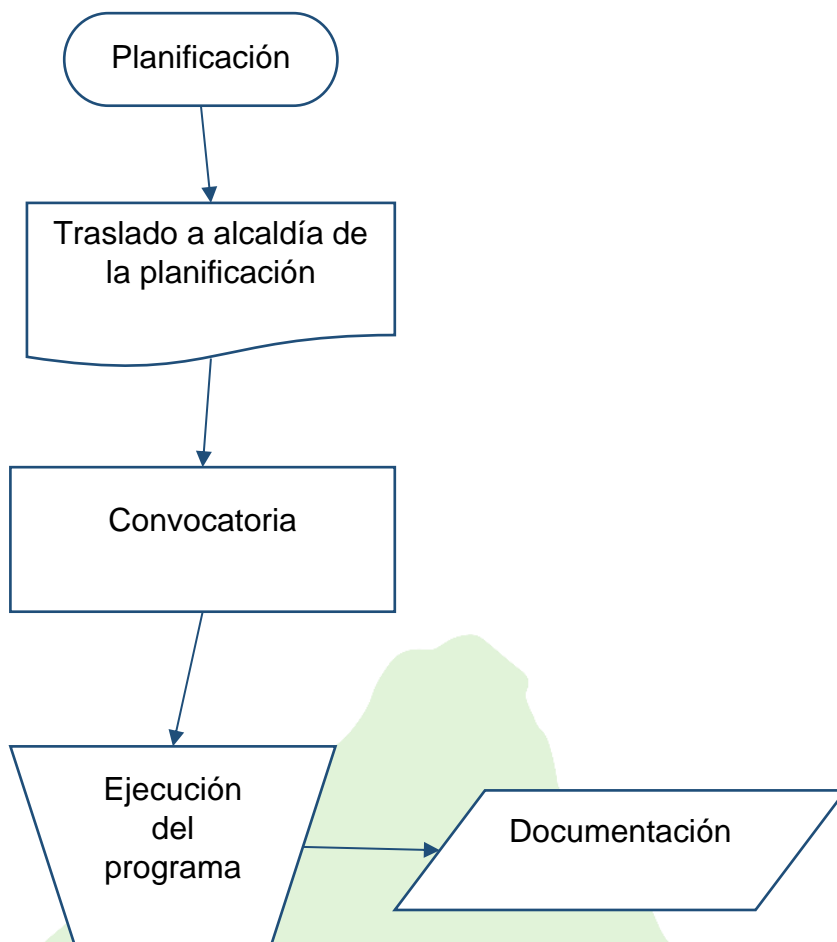 Planificación
Traslado a alcaldía de
la planificación
Convocatoria
Ejecución
del
programa
Documentación